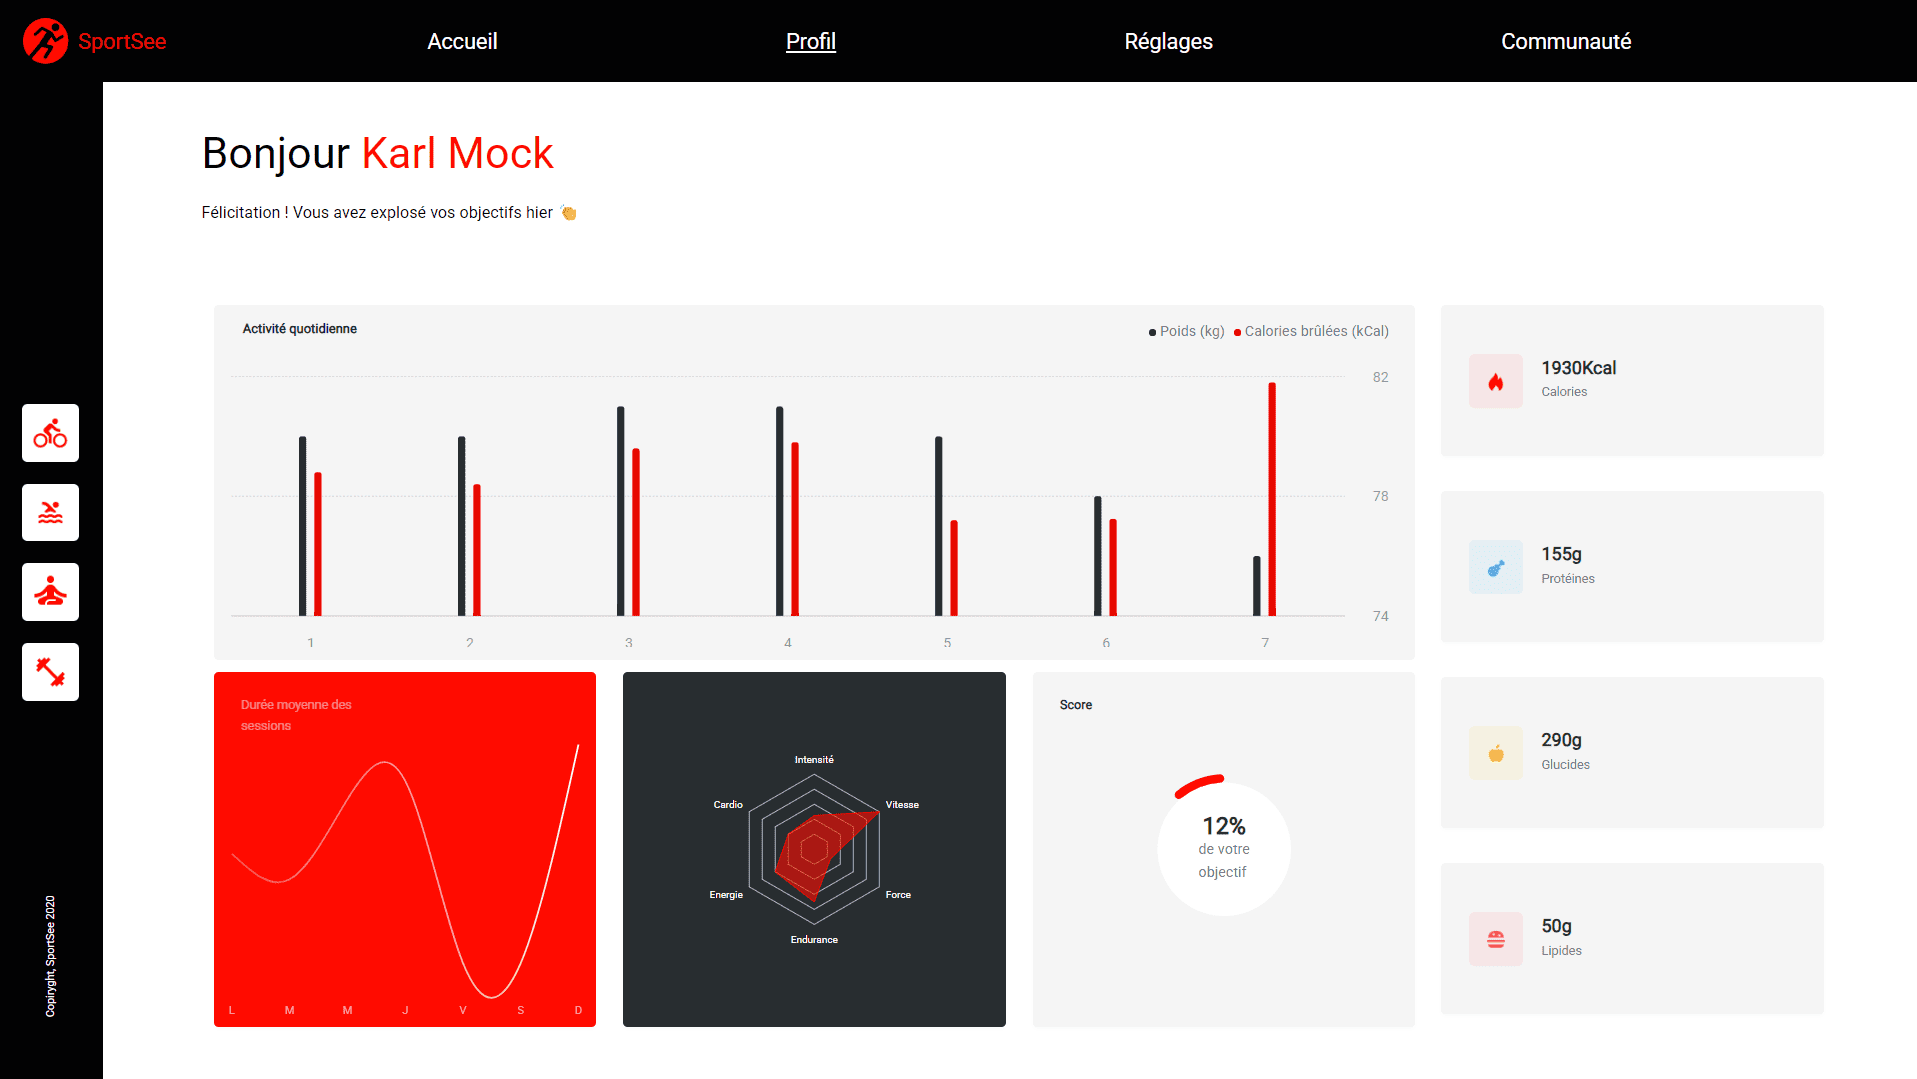 SportSee
Accueil
Profil
Réglages
Communauté
Bonjour Karl Mock
Félicitation ! Vous avez explosé vos objectifs hier 👏
Activité quotidienne
Poids (kg)
Calories brûlées (kCal)
82
78
74
1
2
3
4
5
6
7
1930Kcal
Calories
155g
Protéines
290g
Glucides
50g
Lipides
Durée moyenne des
sessions
L
M
M
J
V
S
D
Intensité
Vitesse
Force
Endurance
Energie
Cardio
Score
12%
de votre
objectif
Copiryght, SportSee 2020